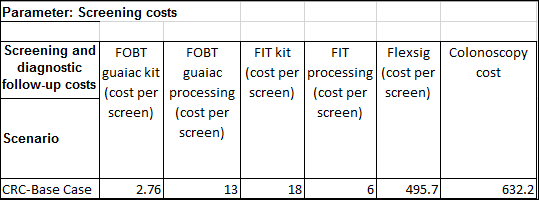 Parameter: Screening costs
Screening and
diagnostic
follow-up costs
Scenario
FOBT
guaiac kit
(cost per
screen)
FOBT
guaiac
processing
(cost per
screen)
FIT kit
(cost per
screen)
FIT
processing
(cost per
screen)
Flexsig
(cost per
screen)
Colonoscopy
cost
CRC-Base Case 2.76 13 18 6 495.7 632.2